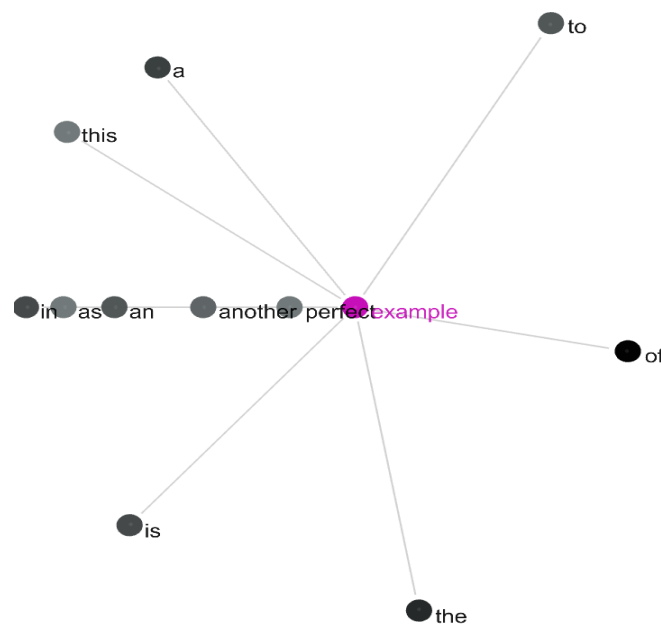 to
a
this
in as an another perfect example
of
is
the